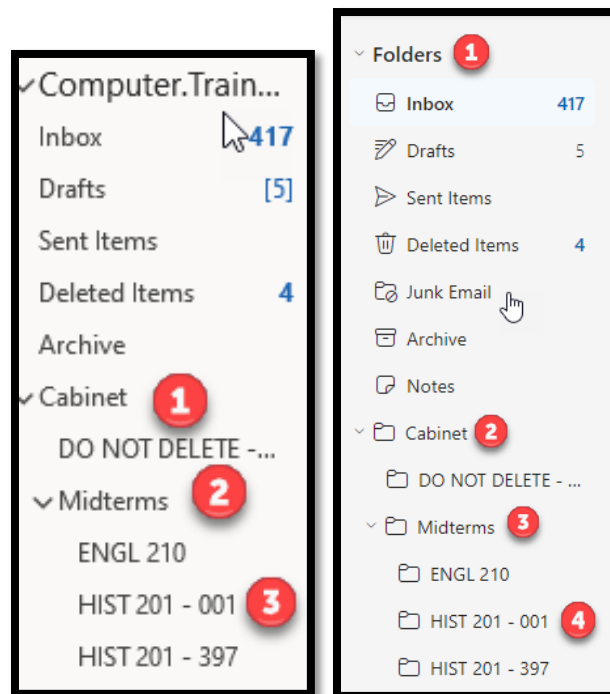 Computer.Train...
Inbox 417
Drafts [5]
Sent Items
Deleted Items 4
Archive
Cabinet 1
DO NOT DELETE -...
Midterms 2
ENGL 210
HIST 201 - 001 3
HIST 201 - 397
Folders 1
Inbox 417
Drafts 5
Sent Items
Deleted Items 4
Junk Email
Archive
Notes
Cabinet 2
DO NOT DELETE - ...
Midterms 3
ENGL 210
HIST 201 - 001 4
HIST 201 - 397